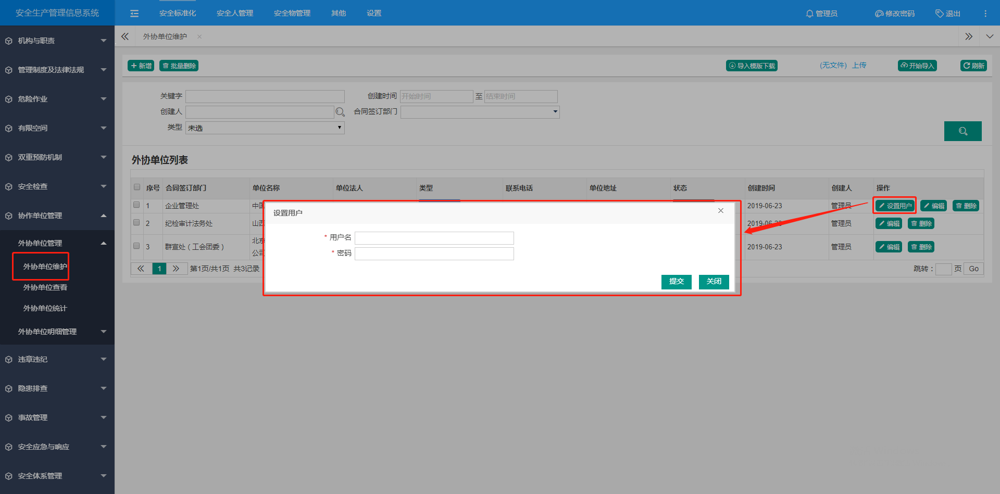 安全生产管理信息系统
安全标准化 安全人管理 安全物管理 其他 设置
管理员 修改密码 退出
机构与职责
管理制度及法律法规
危险作业
有限空间
双重预防机制
安全检查
协作单位管理
外协单位管理
外协单位维护
外协单位查看
外协单位统计
外协单位明细管理
违章违纪
隐患排查
事故管理
安全应急与响应
安全体系管理
外协单位维护
新增 批量删除 导入模版下载 (无文件) 上传 开始导入 刷新
关键字 创建时间 开始时间 至 结束时间
创建人 合同签订部门
类型 未选
外协单位列表
序号 合同签订部门 单位名称 单位法人 类型 联系电话 单位地址 状态 创建时间 创建人 操作
1 企业管理处 中国 2019-06-23 管理员 设置用户 编辑 删除
2 纪检审计法务处 山西 2019-06-23 管理员 编辑 删除
3 群宣处（工会团委） 北京 公司 2019-06-23 管理员 编辑 删除
1 第1页/共1页 共3记录 跳转： 页 Go
设置用户
* 用户名
* 密码
提交 关闭